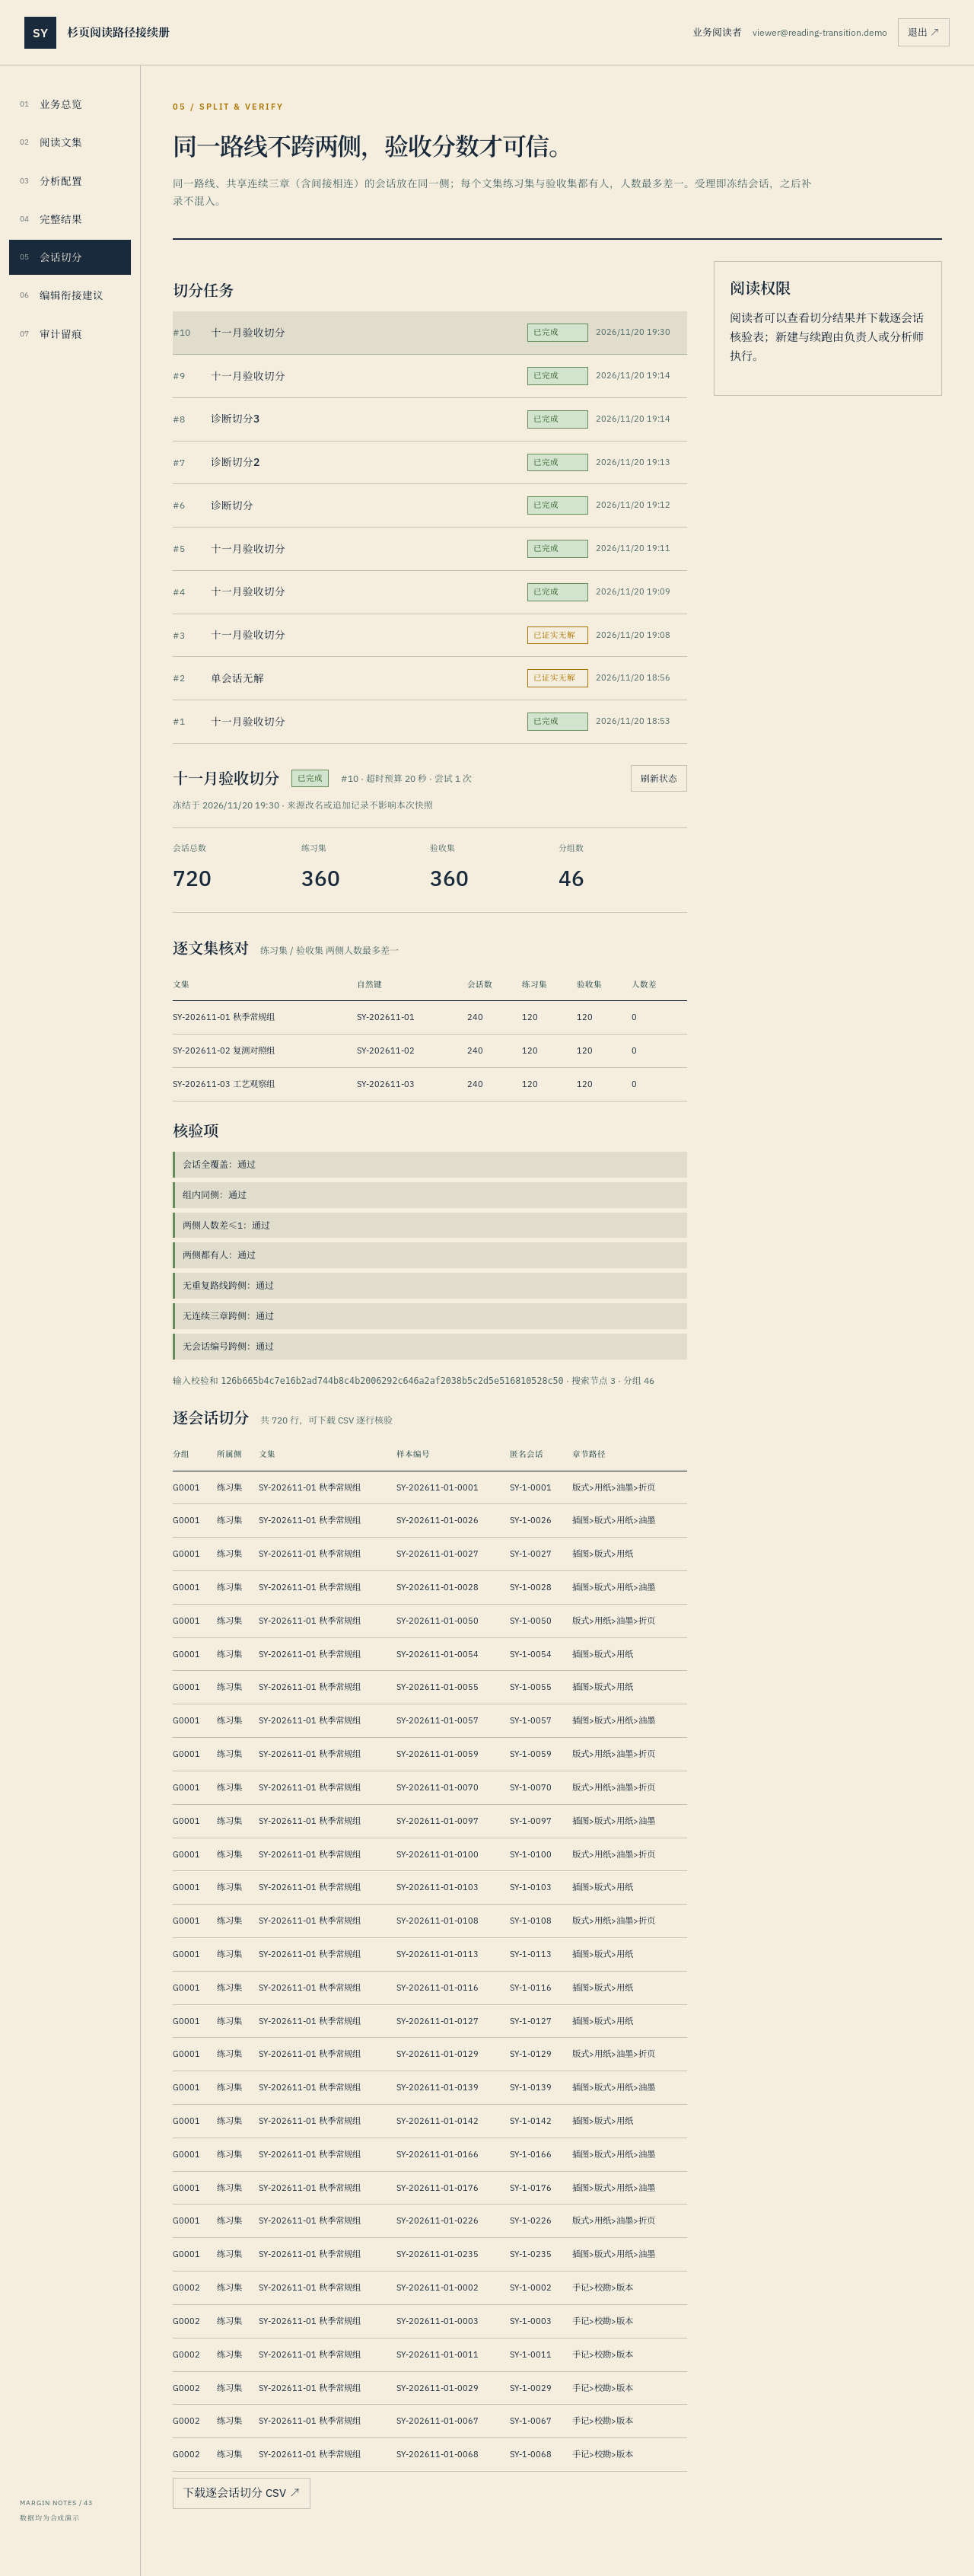 SY 杉页阅读路径接续册
业务阅读者 viewer@reading-transition.demo 退出 ↗
01 业务总览
02 阅读文集
03 分析配置
04 完整结果
05 会话切分
06 编辑衔接建议
07 审计留痕
05 / SPLIT & VERIFY
同一路线不跨两侧，验收分数才可信。
同一路线、共享连续三章（含间接相连）的会话放在同一侧；每个文集练习集与验收集都有人，人数最多差一。受理即冻结会话，之后补
录不混入。
切分任务
#10 十一月验收切分 已完成 2026/11/20 19:30
#9 十一月验收切分 已完成 2026/11/20 19:14
#8 诊断切分3 已完成 2026/11/20 19:14
#7 诊断切分2 已完成 2026/11/20 19:13
#6 诊断切分 已完成 2026/11/20 19:12
#5 十一月验收切分 已完成 2026/11/20 19:11
#4 十一月验收切分 已完成 2026/11/20 19:09
#3 十一月验收切分 已证实无解 2026/11/20 19:08
#2 单会话无解 已证实无解 2026/11/20 18:56
#1 十一月验收切分 已完成 2026/11/20 18:53
阅读权限
阅读者可以查看切分结果并下载逐会话
核验表；新建与续跑由负责人或分析师
执行。
十一月验收切分 已完成 #10 · 超时预算 20 秒 · 尝试 1 次 刷新状态
冻结于 2026/11/20 19:30 · 来源改名或追加记录不影响本次快照
会话总数 练习集 验收集 分组数
720 360 360 46
逐文集核对 练习集 / 验收集 两侧人数最多差一
文集 自然键 会话数 练习集 验收集 人数差
SY-202611-01 秋季常规组 SY-202611-01 240 120 120 0
SY-202611-02 复测对照组 SY-202611-02 240 120 120 0
SY-202611-03 工艺观察组 SY-202611-03 240 120 120 0
核验项
会话全覆盖：通过
组内同侧：通过
两侧人数差≤1：通过
两侧都有人：通过
无重复路线跨侧：通过
无连续三章跨侧：通过
无会话编号跨侧：通过
输入校验和 126b665b4c7e16b2ad744b8c4b2006292c646a2af2038b5c2d5e516810528c50 · 搜索节点 3 · 分组 46
逐会话切分 共 720 行，可下载 CSV 逐行核验
分组 所属侧 文集 样本编号 匿名会话 章节路径
G0001 练习集 SY-202611-01 秋季常规组 SY-202611-01-0001 SY-1-0001 版式>用纸>油墨>折页
G0001 练习集 SY-202611-01 秋季常规组 SY-202611-01-0026 SY-1-0026 插图>版式>用纸>油墨
G0001 练习集 SY-202611-01 秋季常规组 SY-202611-01-0027 SY-1-0027 插图>版式>用纸
G0001 练习集 SY-202611-01 秋季常规组 SY-202611-01-0028 SY-1-0028 插图>版式>用纸>油墨
G0001 练习集 SY-202611-01 秋季常规组 SY-202611-01-0050 SY-1-0050 版式>用纸>油墨>折页
G0001 练习集 SY-202611-01 秋季常规组 SY-202611-01-0054 SY-1-0054 插图>版式>用纸
G0001 练习集 SY-202611-01 秋季常规组 SY-202611-01-0055 SY-1-0055 插图>版式>用纸
G0001 练习集 SY-202611-01 秋季常规组 SY-202611-01-0057 SY-1-0057 插图>版式>用纸>油墨
G0001 练习集 SY-202611-01 秋季常规组 SY-202611-01-0059 SY-1-0059 版式>用纸>油墨>折页
G0001 练习集 SY-202611-01 秋季常规组 SY-202611-01-0070 SY-1-0070 版式>用纸>油墨>折页
G0001 练习集 SY-202611-01 秋季常规组 SY-202611-01-0097 SY-1-0097 插图>版式>用纸>油墨
G0001 练习集 SY-202611-01 秋季常规组 SY-202611-01-0100 SY-1-0100 版式>用纸>油墨>折页
G0001 练习集 SY-202611-01 秋季常规组 SY-202611-01-0103 SY-1-0103 插图>版式>用纸
G0001 练习集 SY-202611-01 秋季常规组 SY-202611-01-0108 SY-1-0108 版式>用纸>油墨>折页
G0001 练习集 SY-202611-01 秋季常规组 SY-202611-01-0113 SY-1-0113 插图>版式>用纸
G0001 练习集 SY-202611-01 秋季常规组 SY-202611-01-0116 SY-1-0116 插图>版式>用纸
G0001 练习集 SY-202611-01 秋季常规组 SY-202611-01-0127 SY-1-0127 插图>版式>用纸
G0001 练习集 SY-202611-01 秋季常规组 SY-202611-01-0129 SY-1-0129 版式>用纸>油墨>折页
G0001 练习集 SY-202611-01 秋季常规组 SY-202611-01-0139 SY-1-0139 插图>版式>用纸>油墨
G0001 练习集 SY-202611-01 秋季常规组 SY-202611-01-0142 SY-1-0142 插图>版式>用纸
G0001 练习集 SY-202611-01 秋季常规组 SY-202611-01-0166 SY-1-0166 插图>版式>用纸>油墨
G0001 练习集 SY-202611-01 秋季常规组 SY-202611-01-0176 SY-1-0176 插图>版式>用纸>油墨
G0001 练习集 SY-202611-01 秋季常规组 SY-202611-01-0226 SY-1-0226 版式>用纸>油墨>折页
G0001 练习集 SY-202611-01 秋季常规组 SY-202611-01-0235 SY-1-0235 插图>版式>用纸>油墨
G0002 练习集 SY-202611-01 秋季常规组 SY-202611-01-0002 SY-1-0002 手记>校勘>版本
G0002 练习集 SY-202611-01 秋季常规组 SY-202611-01-0003 SY-1-0003 手记>校勘>版本
G0002 练习集 SY-202611-01 秋季常规组 SY-202611-01-0011 SY-1-0011 手记>校勘>版本
G0002 练习集 SY-202611-01 秋季常规组 SY-202611-01-0029 SY-1-0029 手记>校勘>版本
G0002 练习集 SY-202611-01 秋季常规组 SY-202611-01-0067 SY-1-0067 手记>校勘>版本
G0002 练习集 SY-202611-01 秋季常规组 SY-202611-01-0068 SY-1-0068 手记>校勘>版本
下载逐会话切分 CSV ↗
MARGIN NOTES / 43
数据均为合成演示